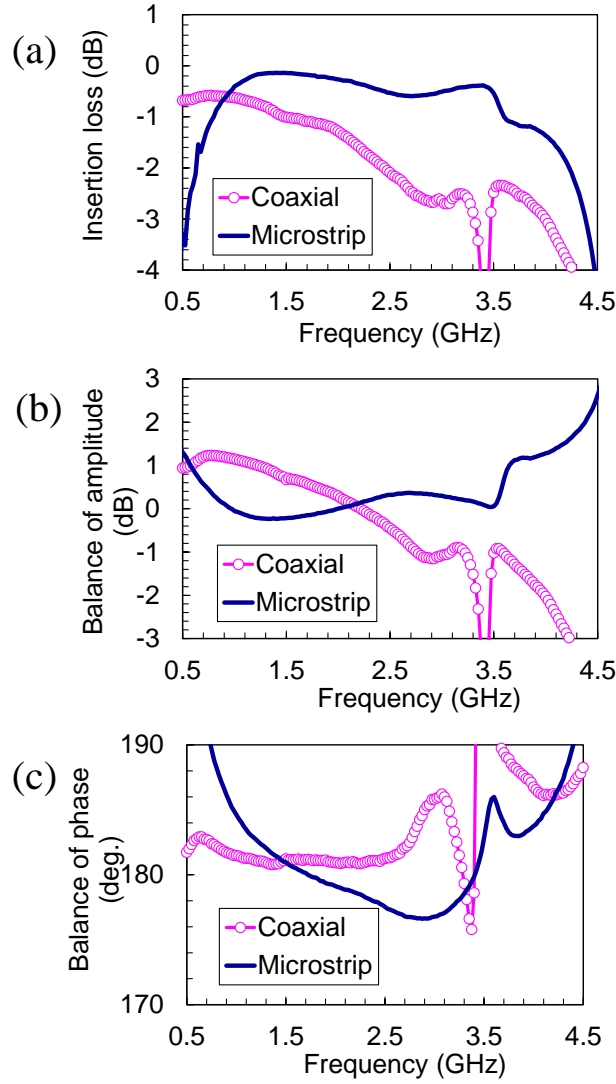 (a)
Insertion loss (dB)
1
0
-1
-2
-3
-4
Coaxial
Microstrip
0.5 1.5 2.5 3.5 4.5
Frequency (GHz)
(b)
Balance of amplitude
(dB)
3
2
1
0
-1
-2
-3
Coaxial
Microstrip
0.5 1.5 2.5 3.5 4.5
Frequency (GHz)
(c)
Balance of phase
(deg.)
190
180
170
Coaxial
Microstrip
0.5 1.5 2.5 3.5 4.5
Frequency (GHz)